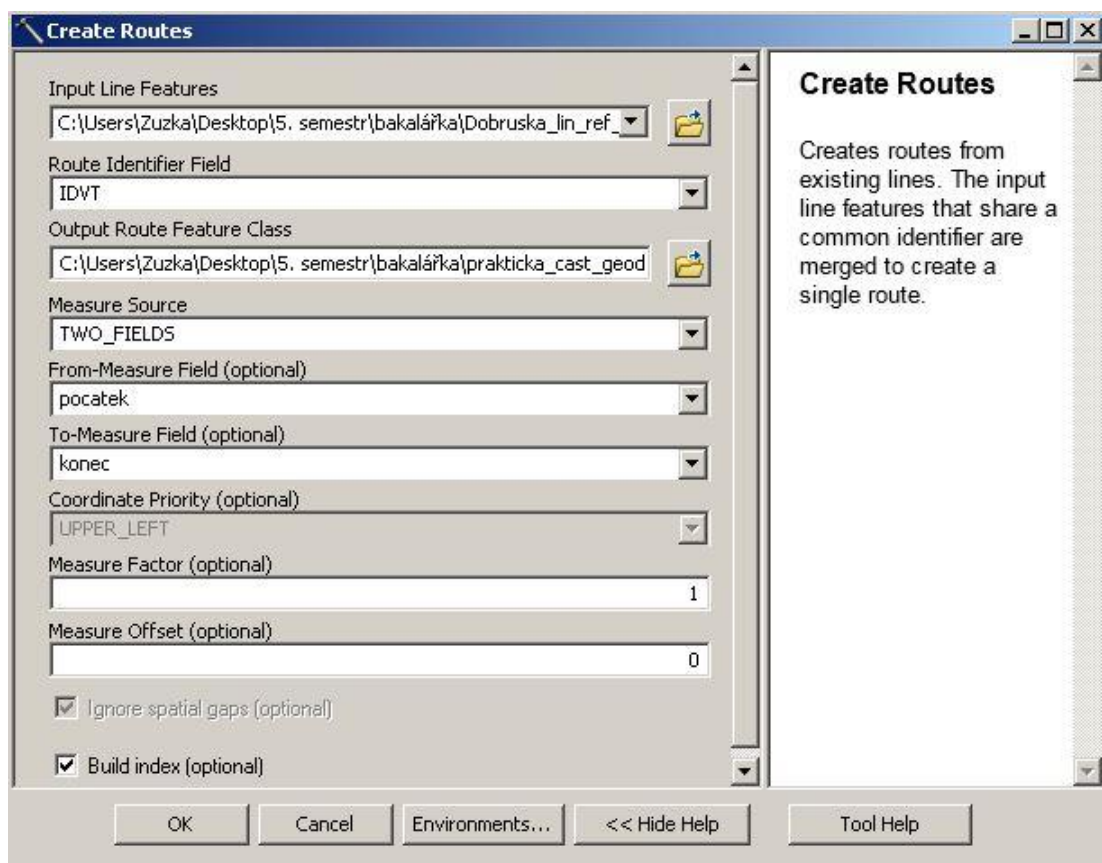 Create Routes
Input Line Features
C:\Users\Zuzka\Desktop\5. semestr\bakalářka\Dobruska_lin_ref_
Route Identifier Field
IDVT
Output Route Feature Class
C:\Users\Zuzka\Desktop\5. semestr\bakalářka\prakticka_cast_geod
Measure Source
TWO_FIELDS
From-Measure Field (optional)
pocatek
To-Measure Field (optional)
konec
Coordinate Priority (optional)
UPPER_LEFT
Measure Factor (optional)
1
Measure Offset (optional)
0
Ignore spatial gaps (optional)
Build index (optional)
Create Routes
Creates routes from
existing lines. The input
line features that share a
common identifier are
merged to create a
single route.
OK
Cancel
Environments...
<< Hide Help
Tool Help